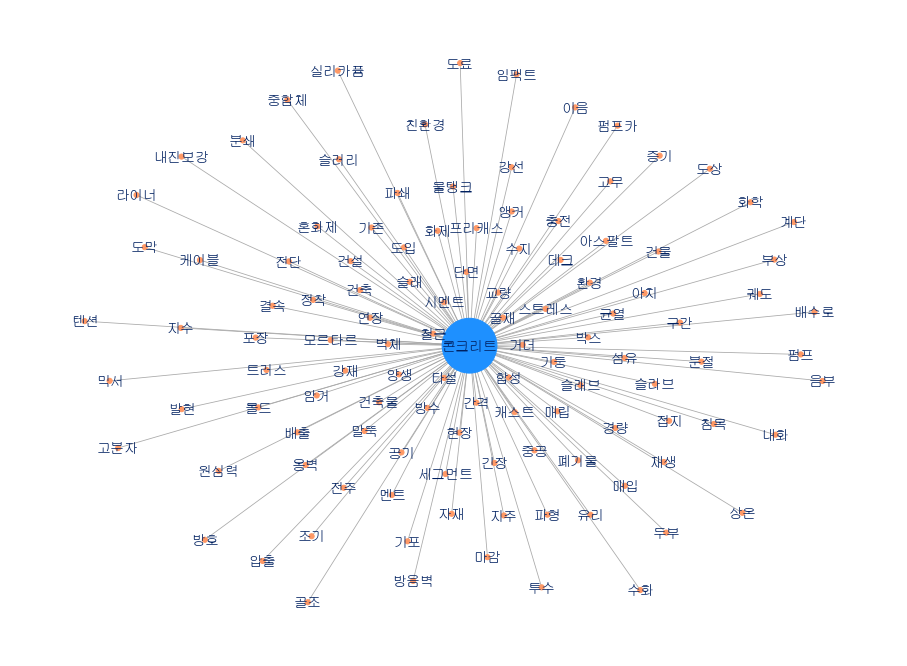 도료
실리카퓸
임팩트
중합체
이음
친환경
펌프카
분쇄
내진보강
슬러리
증기
강선
도상
고무
물탱크
파쇄
라이너
화학
앵커
충전
계단
혼화제
기존
화제
프리캐스
아스팔트
도막
도입
수지
건물
케이블
전단
건설
데크
부상
단면
슬래
환경
건축
교량
아치
궤도
정착
시멘트
결속
스트레스
배수로
연장
골재
균열
텐션
구간
지수
철근
포장
모르타르
벽체
콘크리트
거더
박스
펌프
기둥
섬유
분절
트러스
강재
양생
타설
합성
막서
슬래브
슬라브
음부
암거
건축물
간격
발현
몰드
방수
캐스트
매립
접지
침목
경량
배출
말뚝
현장
내화
고분자
공기
중공
옹벽
긴장
폐기물
재생
원심력
세그먼트
전주
매입
멘트
자재
지주
파형
유리
상온
두부
조기
방호
기포
마감
압출
방음벽
투수
수화
골조